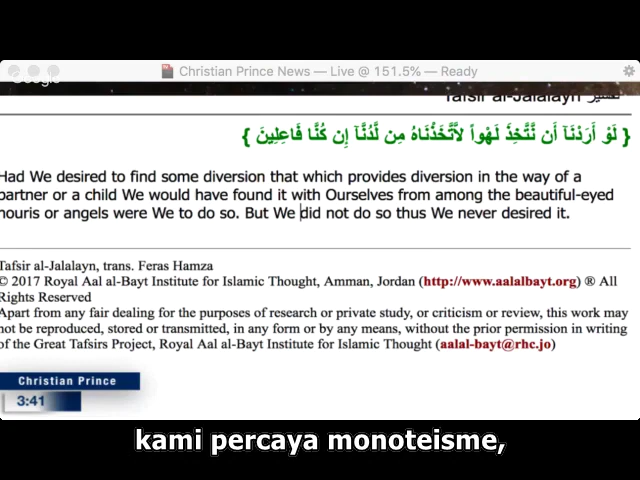 Google
Christian Prince News — Live @ 151.5% — Ready
Tafsir al-Jalalayn تفسير
{ لَوْ أَرَدْنَآ أَن نَّتَّخِذَ لَهْواً لاَّتَّخَذْنَاهُ مِن لَّدُنَّآ إِن كُنَّا فَاعِلِينَ }
Had We desired to find some diversion that which provides diversion in the way of a
partner or a child We would have found it with Ourselves from among the beautiful-eyed
houris or angels were We to do so. But We did not do so thus We never desired it.
Tafsir al-Jalalayn, trans. Feras Hamza
© 2017 Royal Aal al-Bayt Institute for Islamic Thought, Amman, Jordan (http://www.aalalbayt.org) ® All
Rights Reserved
Apart from any fair dealing for the purposes of research or private study, or criticism or review, this work may
not be reproduced, stored or transmitted, in any form or by any means, without the prior permission in writing
of the Great Tafsirs Project, Royal Aal al-Bayt Institute for Islamic Thought (aalal-bayt@rhc.jo)
Christian Prince
3:41
kami percaya monoteisme,